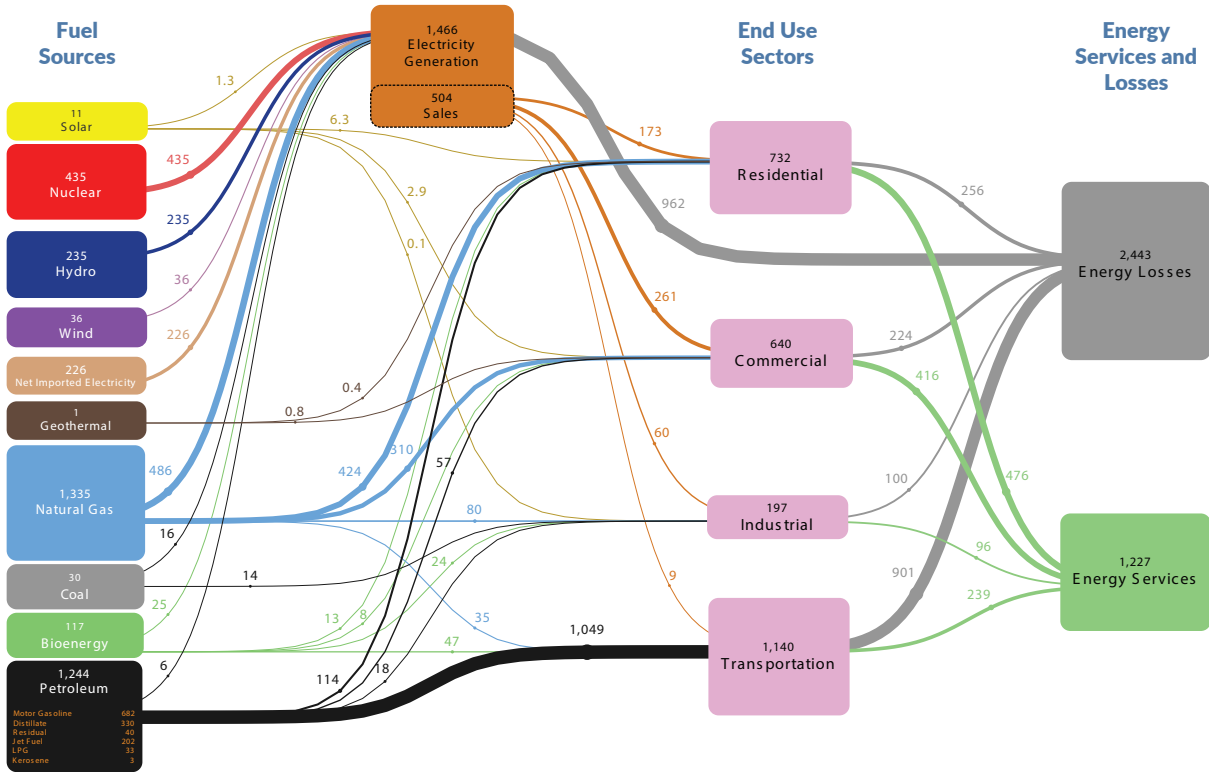 Fuel
Sources
End Use
Sectors
Energy
Services and
Losses
1,466
Electricity
Generation
504
Sales
11
Solar
435
Nuclear
235
Hydro
36
Wind
226
Net Imported Electricity
1
Geothermal
1,335
Natural Gas
30
Coal
117
Bioenergy
1,244
Petroleum
Motor Gasoline 682
Distillate 330
Residual 40
Jet Fuel 202
LPG 33
Kerosene 3
1.3
6.3
435
2.9
235
0.1
36
226
0.4
0.8
486
424
310
57
80
16
14
24
25
13
8
35
47
6
114
18
1,049
173
962
261
60
9
732
Residential
640
Commercial
197
Industrial
1,140
Transportation
256
224
416
100
476
96
901
239
2,443
Energy Losses
1,227
Energy Services